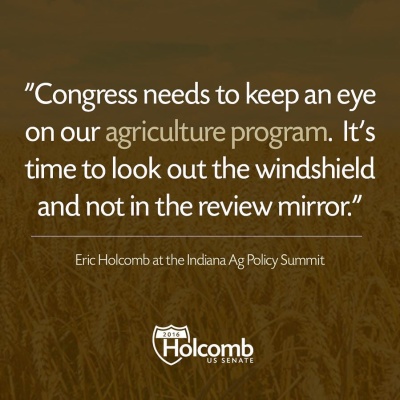 "Congress needs to keep an eye
on our agriculture program. It's
time to look out the windshield
and not in the review mirror."
Eric Holcomb at the Indiana Ag Policy Summit
2016
Holcomb
US SENATE